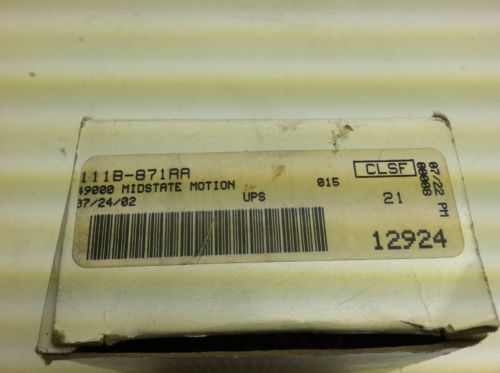 111B-871AA
49000 MIDSTATE MOTION
07/24/02
UPS
015
CLSF
21
12924
07/22 PM
00008